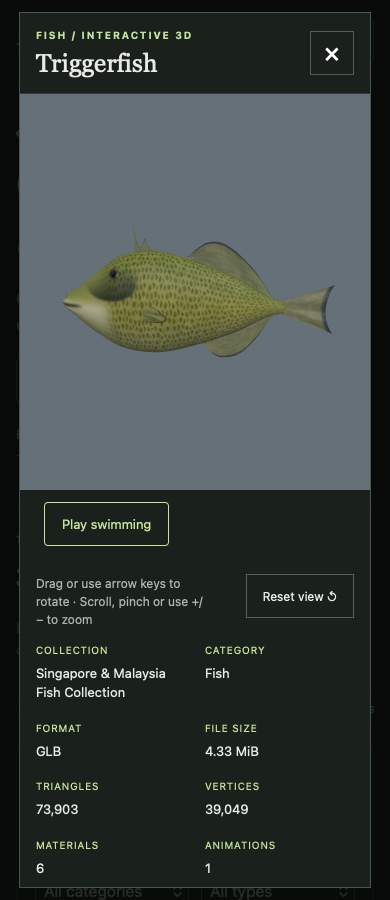 FISH / INTERACTIVE 3D
Triggerfish
×
Play swimming
Drag or use arrow keys to
rotate · Scroll, pinch or use +/
− to zoom
Reset view ↺
COLLECTION
Singapore & Malaysia
Fish Collection
CATEGORY
Fish
FORMAT
GLB
FILE SIZE
4.33 MiB
TRIANGLES
73,903
VERTICES
39,049
MATERIALS
6
ANIMATIONS
1
All categories
All types